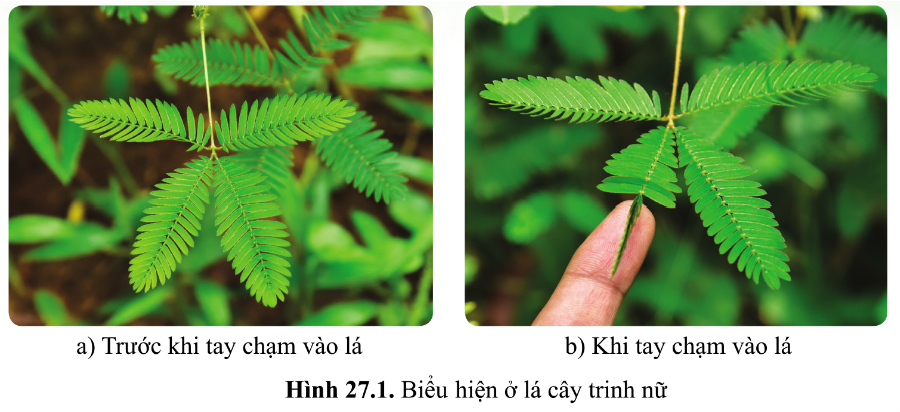 a) Trước khi tay chạm vào lá
b) Khi tay chạm vào lá
Hình 27.1. Biểu hiện ở lá cây trinh nữ